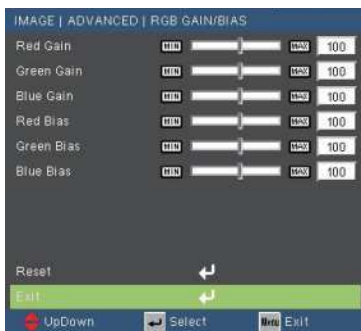 IMAGE | ADVANCED | RGB GAIN/BIAS
Red Gain MIN MAX 100
Green Gain MIN MAX 100
Blue Gain MIN MAX 100
Red Bias MIN MAX 100
Green Bias MIN MAX 100
Blue Bias MIN MAX 100
Reset
Exit
UpDown Select Menu Exit